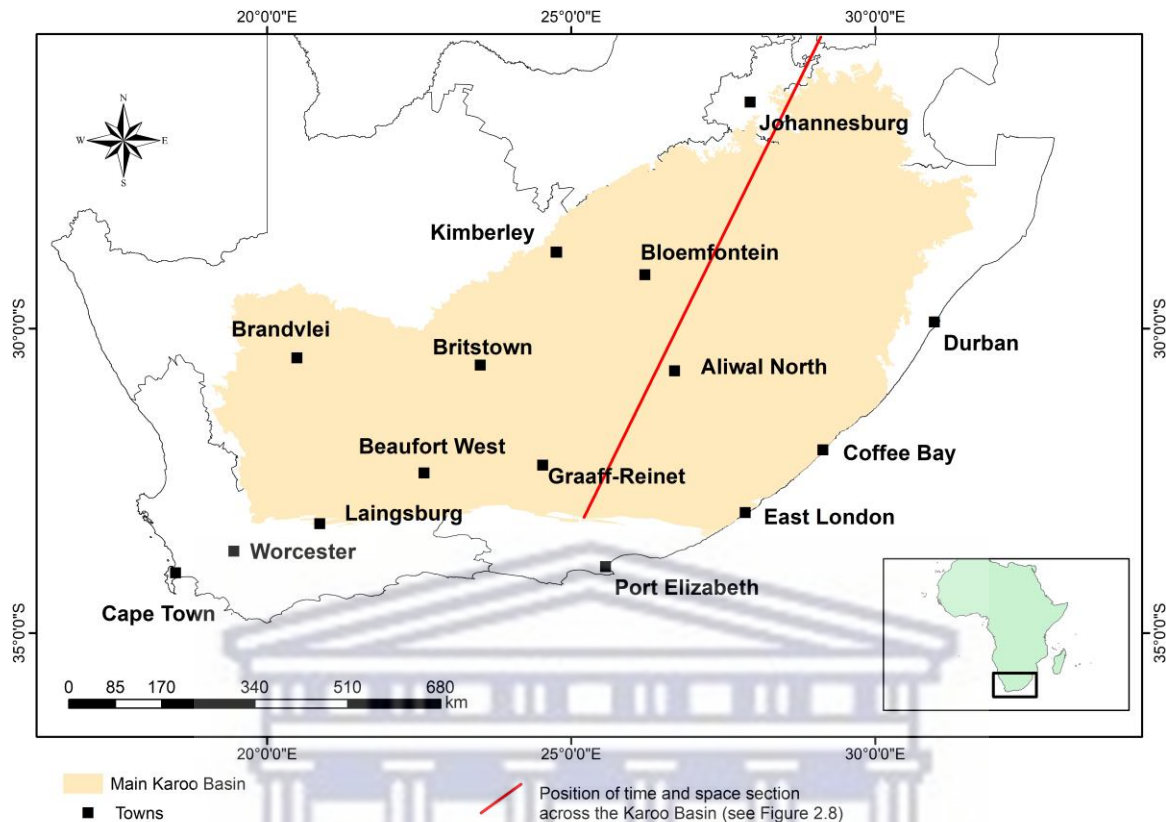 20°0'0"E
25°0'0"E
30°0'0"E
N
W
E
S
Johannesburg
Kimberley
Bloemfontein
30°0'0"S
30°0'0"S
Brandvlei
Britstown
Durban
Aliwal North
Beaufort West
Graaff-Reinet
Coffee Bay
Laingsburg
East London
Worcester
Port Elizabeth
Cape Town
35°0'0"S
35°0'0"S
0 85 170 340 510 680
km
20°0'0"E
25°0'0"E
30°0'0"E
Main Karoo Basin
Towns
Position of time and space section
across the Karoo Basin (see Figure 2.8)